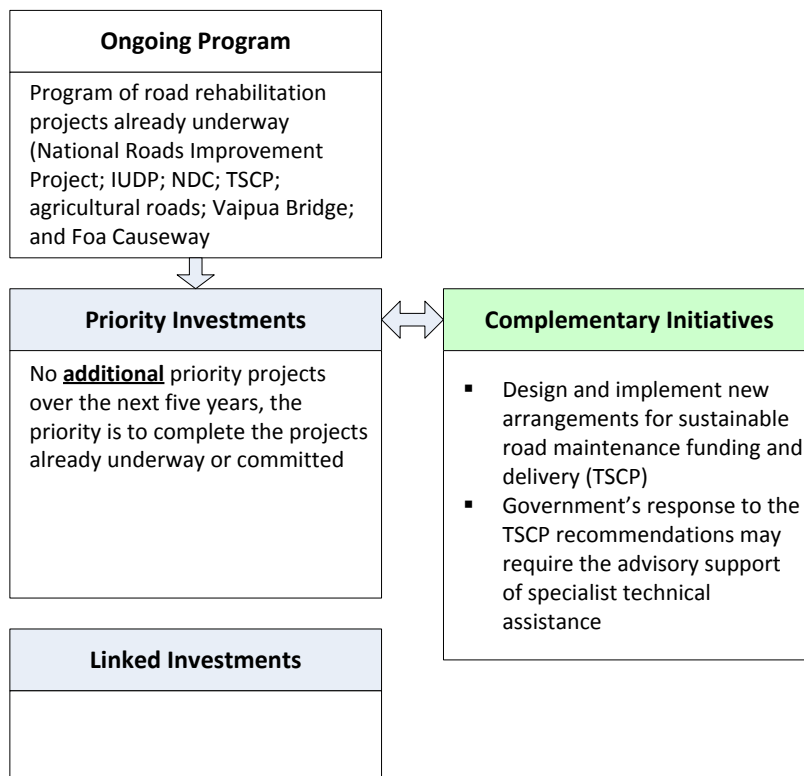 Ongoing Program
Program of road rehabilitation
projects already underway
(National Roads Improvement
Project; IUDP; NDC; TSCP;
agricultural roads; Vaipua Bridge;
and Foa Causeway
Priority Investments
No additional priority projects
over the next five years, the
priority is to complete the projects
already underway or committed
Complementary Initiatives
▪ Design and implement new
arrangements for sustainable
road maintenance funding and
delivery (TSCP)
▪ Government’s response to the
TSCP recommendations may
require the advisory support
of specialist technical
assistance
Linked Investments